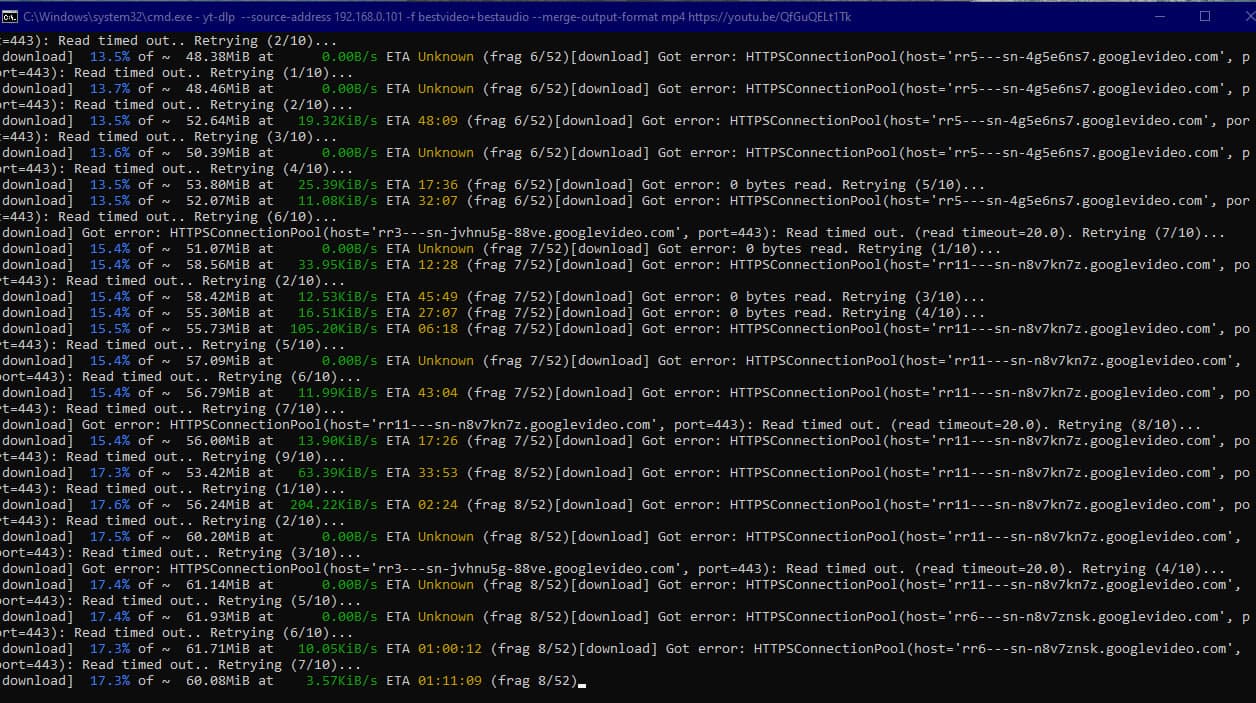 C:\Windows\system32\cmd.exe - yt-dlp --source-address 192.168.0.101 -f bestvideo+bestaudio --merge-output-format mp4 https://youtu.be/QfGuQELt1Tk
=443): Read timed out.. Retrying (2/10)...
download] 13.5% of ~ 48.38MiB at 0.00B/s ETA Unknown (frag 6/52)[download] Got error: HTTPSConnectionPool(host='rr5---sn-4g5e6ns7.googlevideo.com', p
rt=443): Read timed out.. Retrying (1/10)...
download] 13.7% of ~ 48.46MiB at 0.00B/s ETA Unknown (frag 6/52)[download] Got error: HTTPSConnectionPool(host='rr5---sn-4g5e6ns7.googlevideo.com', p
rt=443): Read timed out.. Retrying (2/10)...
download] 13.5% of ~ 52.64MiB at 19.32KiB/s ETA 48:09 (frag 6/52)[download] Got error: HTTPSConnectionPool(host='rr5---sn-4g5e6ns7.googlevideo.com', por
=443): Read timed out.. Retrying (3/10)...
download] 13.6% of ~ 50.39MiB at 0.00B/s ETA Unknown (frag 6/52)[download] Got error: HTTPSConnectionPool(host='rr5---sn-4g5e6ns7.googlevideo.com', p
rt=443): Read timed out.. Retrying (4/10)...
download] 13.5% of ~ 53.80MiB at 25.39KiB/s ETA 17:36 (frag 6/52)[download] Got error: 0 bytes read. Retrying (5/10)...
download] 13.5% of ~ 52.07MiB at 11.08KiB/s ETA 32:07 (frag 6/52)[download] Got error: HTTPSConnectionPool(host='rr5---sn-4g5e6ns7.googlevideo.com', por
=443): Read timed out.. Retrying (6/10)...
download] Got error: HTTPSConnectionPool(host='rr3---sn-jvhnu5g-88ve.googlevideo.com', port=443): Read timed out. (read timeout=20.0). Retrying (7/10)...
download] 15.4% of ~ 51.07MiB at 0.00B/s ETA Unknown (frag 7/52)[download] Got error: 0 bytes read. Retrying (1/10)...
download] 15.4% of ~ 58.56MiB at 33.95KiB/s ETA 12:28 (frag 7/52)[download] Got error: HTTPSConnectionPool(host='rr11---sn-n8v7kn7z.googlevideo.com', po
t=443): Read timed out.. Retrying (2/10)...
download] 15.4% of ~ 58.42MiB at 12.53KiB/s ETA 45:49 (frag 7/52)[download] Got error: 0 bytes read. Retrying (3/10)...
download] 15.4% of ~ 55.30MiB at 16.51KiB/s ETA 27:07 (frag 7/52)[download] Got error: 0 bytes read. Retrying (4/10)...
download] 15.5% of ~ 55.73MiB at 105.20KiB/s ETA 06:18 (frag 7/52)[download] Got error: HTTPSConnectionPool(host='rr11---sn-n8v7kn7z.googlevideo.com', po
t=443): Read timed out.. Retrying (5/10)...
download] 15.4% of ~ 57.09MiB at 0.00B/s ETA Unknown (frag 7/52)[download] Got error: HTTPSConnectionPool(host='rr11---sn-n8v7kn7z.googlevideo.com',
ort=443): Read timed out.. Retrying (6/10)...
download] 15.4% of ~ 56.79MiB at 11.99KiB/s ETA 43:04 (frag 7/52)[download] Got error: HTTPSConnectionPool(host='rr11---sn-n8v7kn7z.googlevideo.com', po
t=443): Read timed out.. Retrying (7/10)...
download] Got error: HTTPSConnectionPool(host='rr11---sn-n8v7kn7z.googlevideo.com', port=443): Read timed out. (read timeout=20.0). Retrying (8/10)...
download] 15.4% of ~ 56.00MiB at 13.90KiB/s ETA 17:26 (frag 7/52)[download] Got error: HTTPSConnectionPool(host='rr11---sn-n8v7kn7z.googlevideo.com', po
t=443): Read timed out.. Retrying (9/10)...
download] 17.3% of ~ 53.42MiB at 63.39KiB/s ETA 33:53 (frag 8/52)[download] Got error: HTTPSConnectionPool(host='rr11---sn-n8v7kn7z.googlevideo.com', po
t=443): Read timed out.. Retrying (1/10)...
download] 17.6% of ~ 56.24MiB at 204.22KiB/s ETA 02:24 (frag 8/52)[download] Got error: HTTPSConnectionPool(host='rr11---sn-n8v7kn7z.googlevideo.com', po
t=443): Read timed out.. Retrying (2/10)...
download] 17.5% of ~ 60.20MiB at 0.00B/s ETA Unknown (frag 8/52)[download] Got error: HTTPSConnectionPool(host='rr11---sn-n8v7kn7z.googlevideo.com',
ort=443): Read timed out.. Retrying (3/10)...
download] Got error: HTTPSConnectionPool(host='rr3---sn-jvhnu5g-88ve.googlevideo.com', port=443): Read timed out. (read timeout=20.0). Retrying (4/10)...
download] 17.4% of ~ 61.14MiB at 0.00B/s ETA Unknown (frag 8/52)[download] Got error: HTTPSConnectionPool(host='rr11---sn-n8v7kn7z.googlevideo.com',
ort=443): Read timed out.. Retrying (5/10)...
download] 17.4% of ~ 61.93MiB at 0.00B/s ETA Unknown (frag 8/52)[download] Got error: HTTPSConnectionPool(host='rr6---sn-n8v7znsk.googlevideo.com', p
rt=443): Read timed out.. Retrying (6/10)...
download] 17.3% of ~ 61.71MiB at 10.05KiB/s ETA 01:00:12 (frag 8/52)[download] Got error: HTTPSConnectionPool(host='rr6---sn-n8v7znsk.googlevideo.com',
ort=443): Read timed out.. Retrying (7/10)...
download] 17.3% of ~ 60.08MiB at 3.57KiB/s ETA 01:11:09 (frag 8/52)